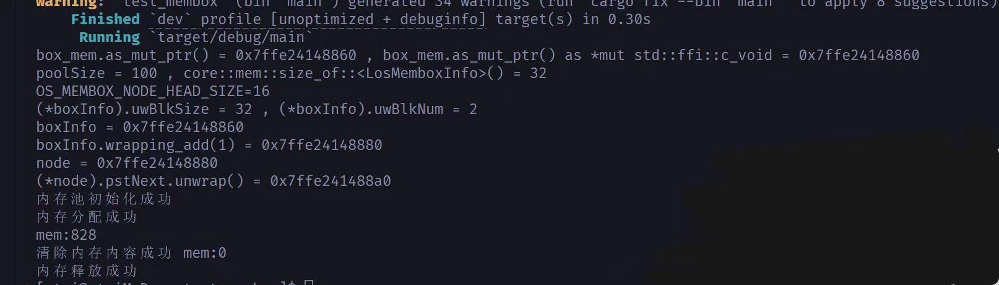 warning: `test_membox` (bin "main") generated 34 warnings (run `cargo fix --bin "main"` to apply 8 suggestions)
Finished `dev` profile [unoptimized + debuginfo] target(s) in 0.30s
Running `target/debug/main`
box_mem.as_mut_ptr() = 0x7ffe24148860 , box_mem.as_mut_ptr() as *mut std::ffi::c_void = 0x7ffe24148860
poolSize = 100 , core::mem::size_of::<LosMemboxInfo>() = 32
OS_MEMBOX_NODE_HEAD_SIZE=16
(*boxInfo).uwBlkSize = 32 , (*boxInfo).uwBlkNum = 2
boxInfo = 0x7ffe24148860
boxInfo.wrapping_add(1) = 0x7ffe24148880
node = 0x7ffe24148880
(*node).pstNext.unwrap() = 0x7ffe241488a0
内存池初始化成功
内存分配成功
mem:828
清除内存内容成功 mem:0
内存释放成功